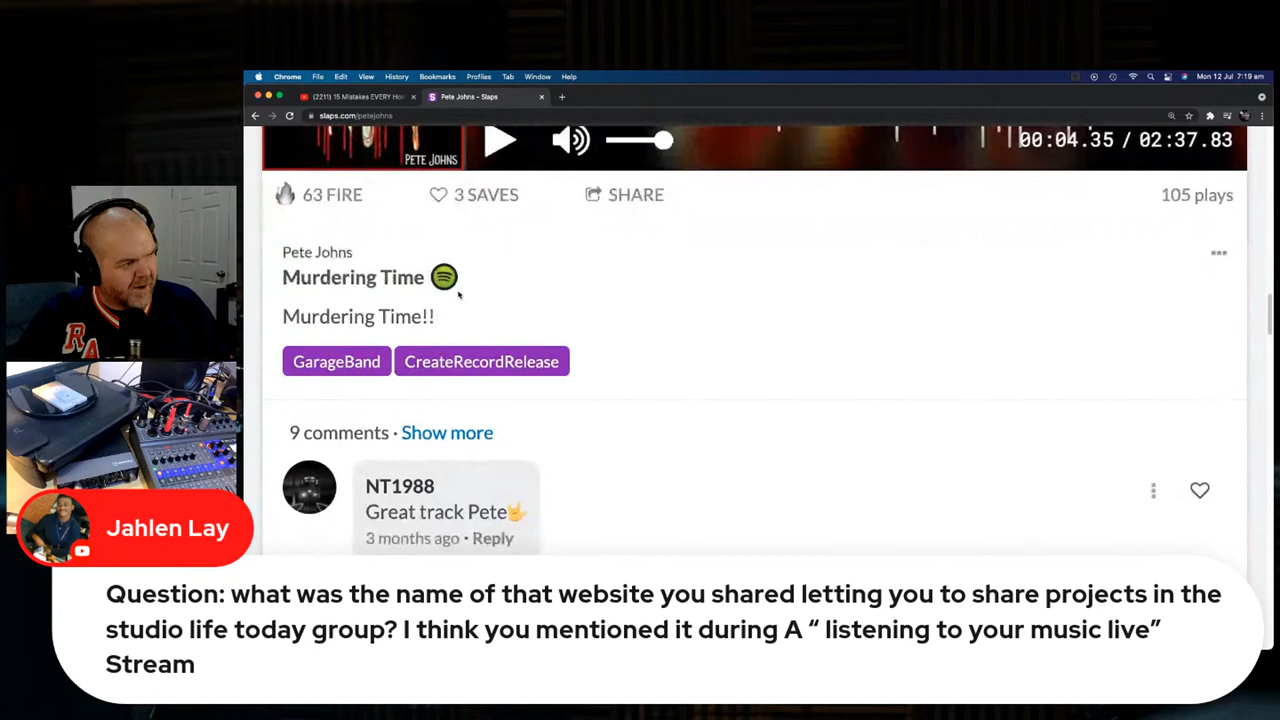 Chrome File Edit View History Bookmarks Profiles Tab Window Help
Mon 12 Jul 7:19 am
(2211) 15 Mistakes EVERY Hom
Pete Johns - Slaps
slaps.com/petejohns
PETE JOHNS
00:04.35 / 02:37.83
63 FIRE
3 SAVES
SHARE
105 plays
Pete Johns
Murdering Time
Murdering Time!!
GarageBand
CreateRecordRelease
9 comments · Show more
NT1988
Great track Pete🤘
3 months ago · Reply
RA
Jahlen Lay
Question: what was the name of that website you shared letting you to share projects in the
studio life today group? I think you mentioned it during A “ listening to your music live”
Stream